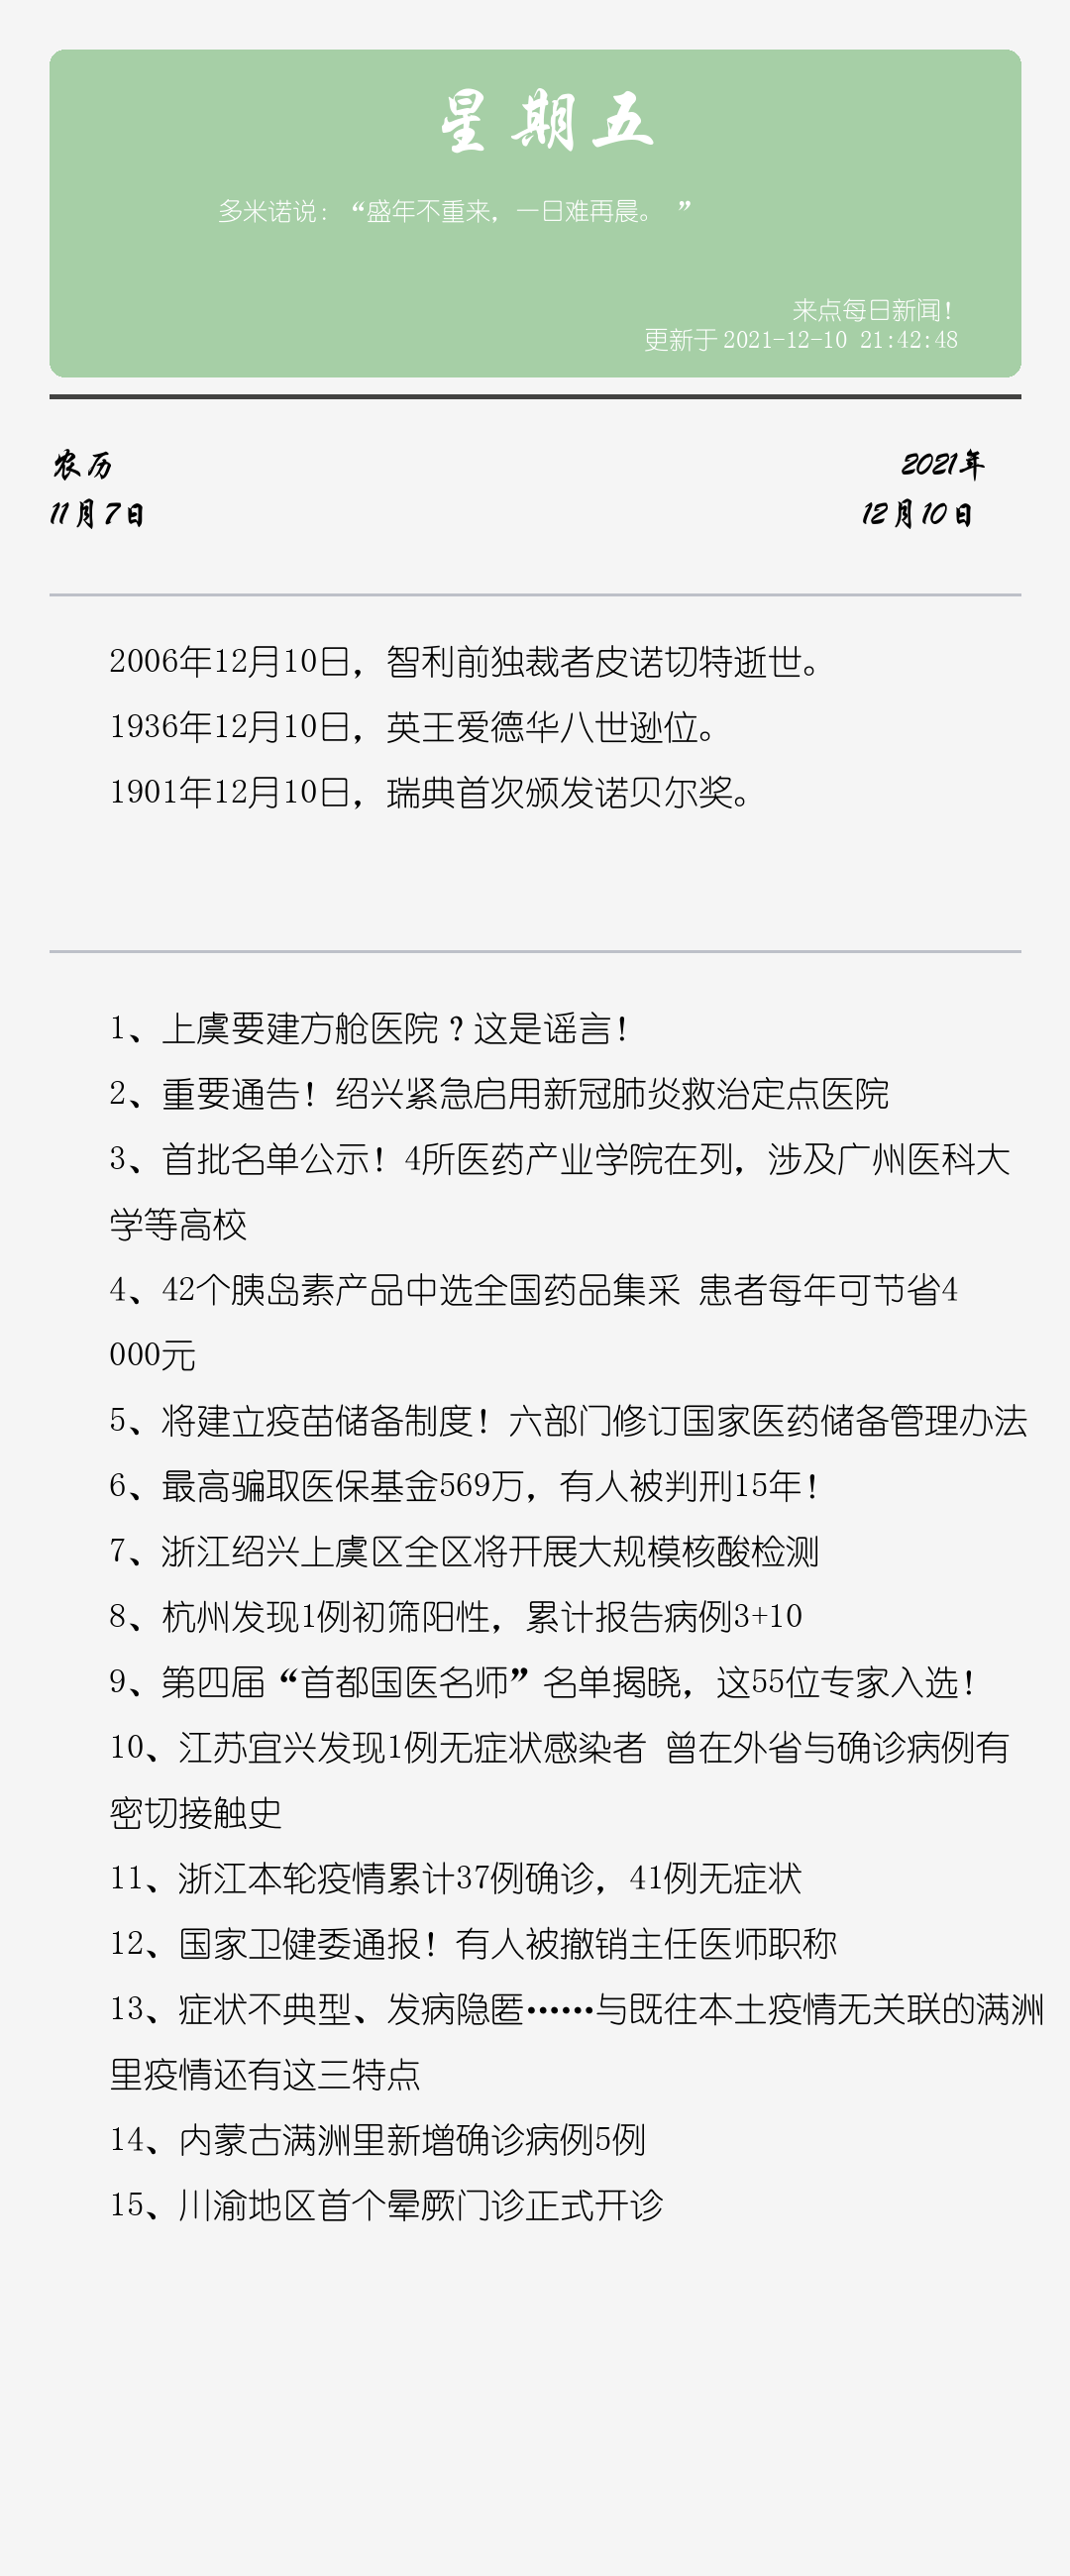 星期五
多米诺说：“盛年不重来，一日难再晨。 ”
来点每日新闻！
更新于 2021-12-10 21:42:48
农历
11月7日
2021年
12月10日
2006年12月10日，智利前独裁者皮诺切特逝世。
1936年12月10日，英王爱德华八世逊位。
1901年12月10日，瑞典首次颁发诺贝尔奖。
1、上虞要建方舱医院？这是谣言！
2、重要通告！绍兴紧急启用新冠肺炎救治定点医院
3、首批名单公示！4所医药产业学院在列，涉及广州医科大
学等高校
4、42个胰岛素产品中选全国药品集采 患者每年可节省4
000元
5、将建立疫苗储备制度！六部门修订国家医药储备管理办法
6、最高骗取医保基金569万，有人被判刑15年！
7、浙江绍兴上虞区全区将开展大规模核酸检测
8、杭州发现1例初筛阳性，累计报告病例3+10
9、第四届“首都国医名师”名单揭晓，这55位专家入选！
10、江苏宜兴发现1例无症状感染者 曾在外省与确诊病例有
密切接触史
11、浙江本轮疫情累计37例确诊，41例无症状
12、国家卫健委通报！有人被撤销主任医师职称
13、症状不典型、发病隐匿……与既往本土疫情无关联的满洲
里疫情还有这三特点
14、内蒙古满洲里新增确诊病例5例
15、川渝地区首个晕厥门诊正式开诊